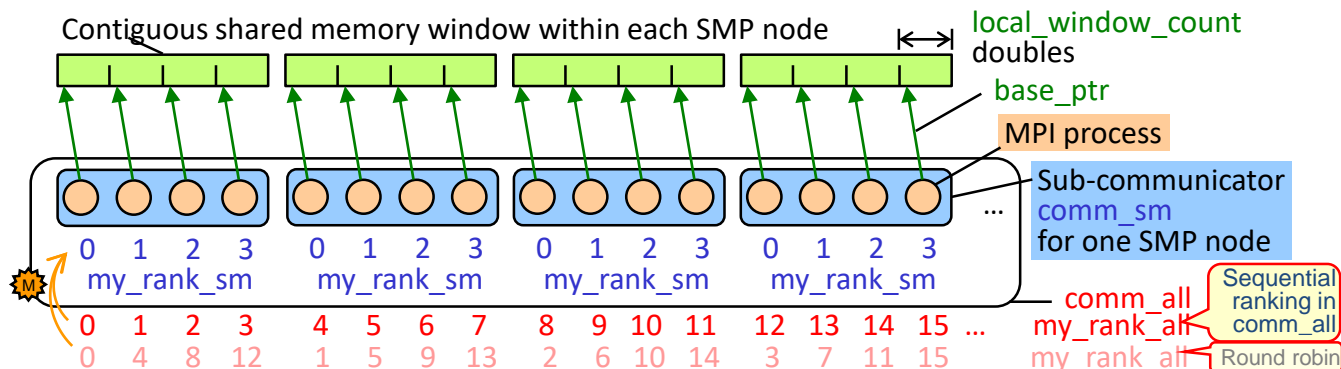 Contiguous shared memory window within each SMP node
local_window_count
doubles
base_ptr
MPI process
Sub-communicator
comm_sm
for one SMP node
...
0 1 2 3 0 1 2 3 0 1 2 3 0 1 2 3
my_rank_sm my_rank_sm my_rank_sm my_rank_sm
M
comm_all
0 1 2 3 4 5 6 7 8 9 10 11 12 13 14 15 ... my_rank_all
0 4 8 12 1 5 9 13 2 6 10 14 3 7 11 15 my_rank_all
Sequential
ranking in
comm_all
Round robin